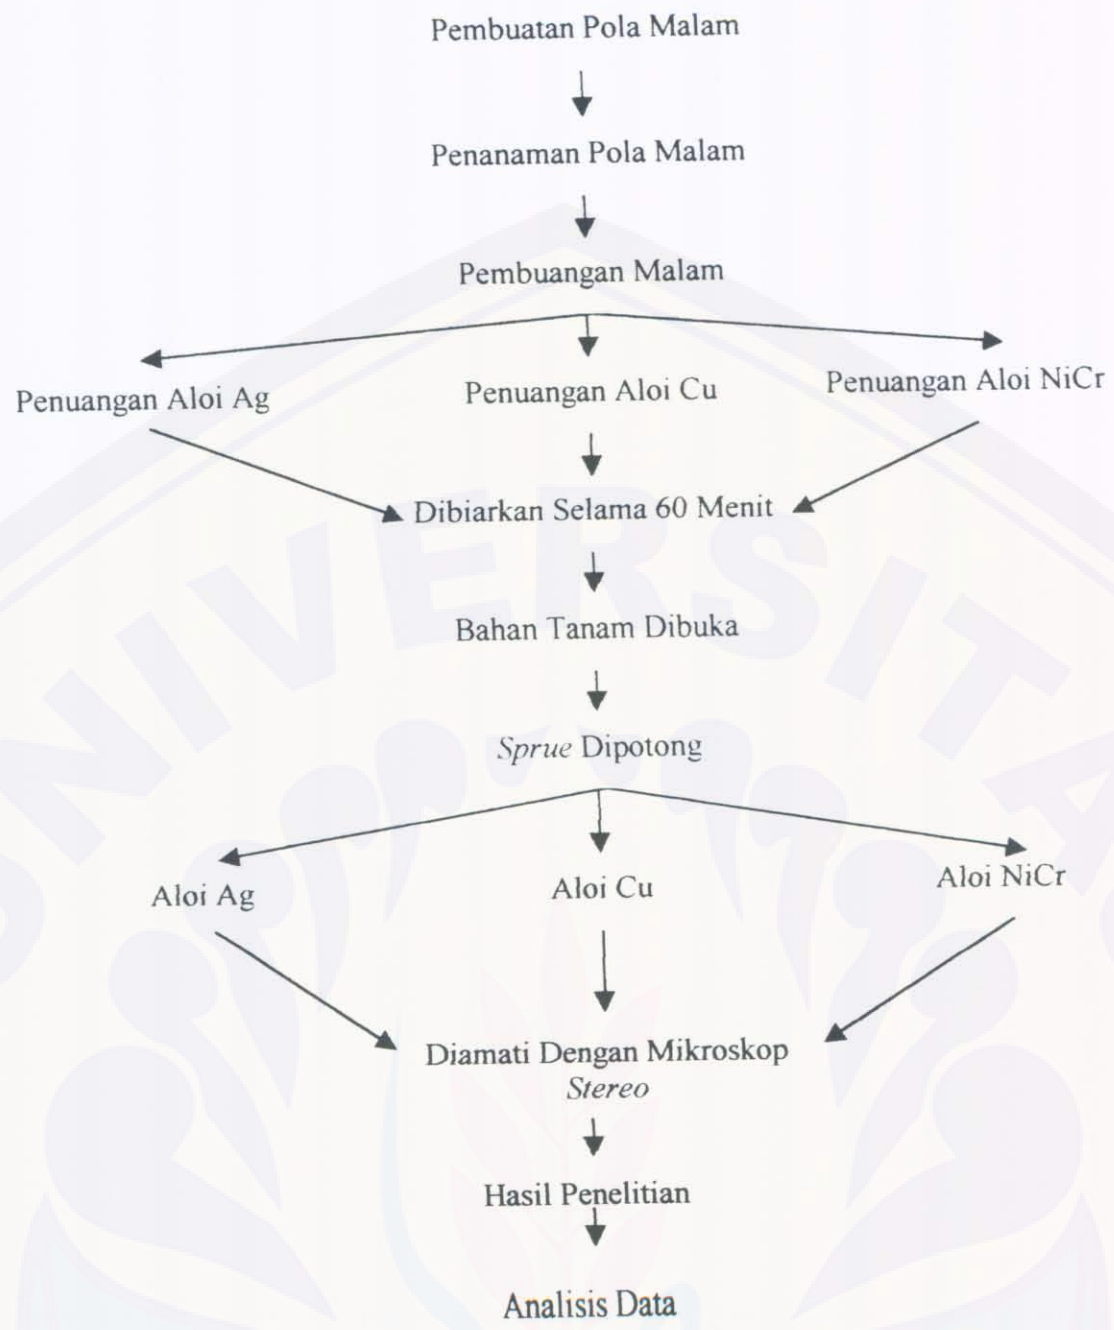 Pembuatan Pola Malam
Penanaman Pola Malam
Pembuangan Malam
Penuangan Aloi Ag
Penuangan Aloi Cu
Penuangan Aloi NiCr
Dibiarkan Selama 60 Menit
Bahan Tanam Dibuka
Sprue Dipotong
Aloi Ag
Aloi Cu
Aloi NiCr
Diamati Dengan Mikroskop
Stereo
Hasil Penelitian
Analisis Data
UNIVERSITA